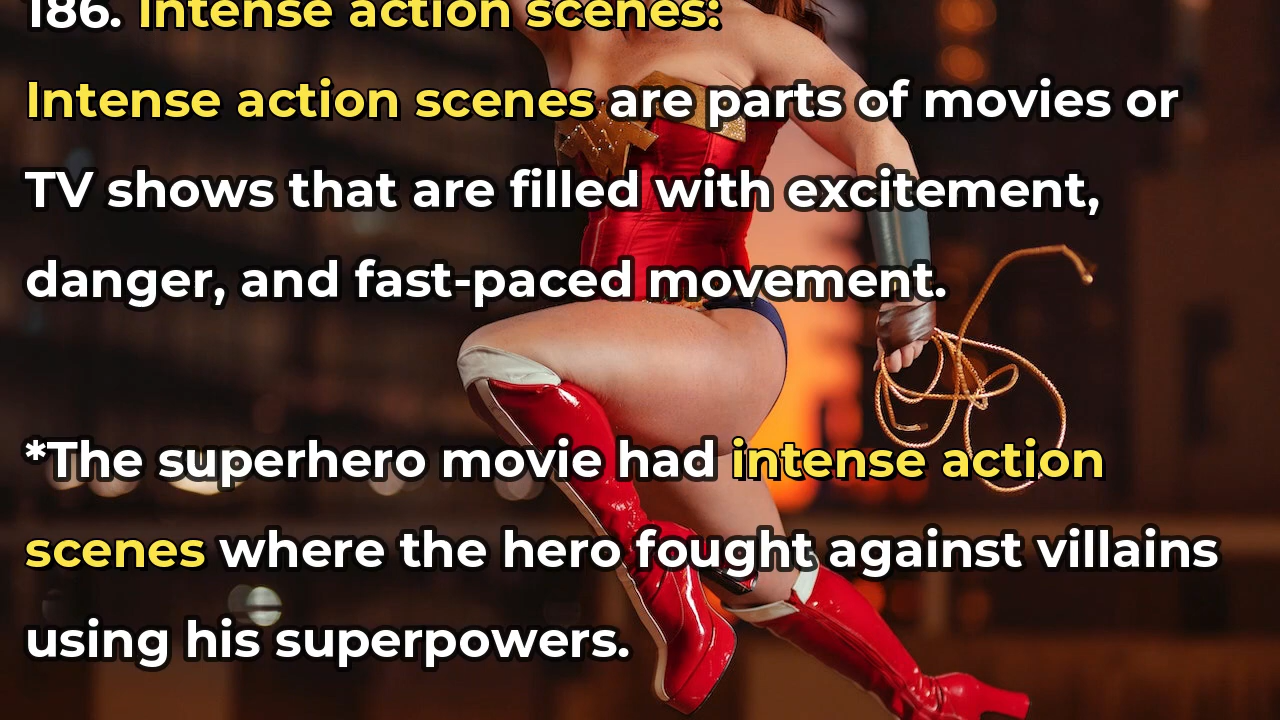 186. Intense action scenes:
Intense action scenes are parts of movies or
TV shows that are filled with excitement,
danger, and fast-paced movement.
*The superhero movie had intense action
scenes where the hero fought against villains
using his superpowers.